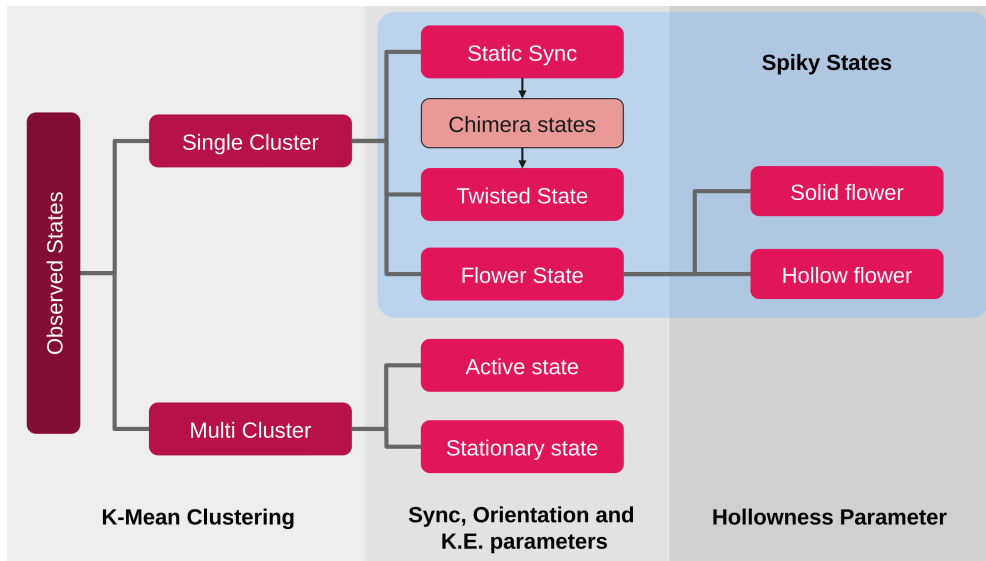 Observed States
Single Cluster
Multi Cluster
K-Mean Clustering
Static Sync
Chimera states
Twisted State
Flower State
Active state
Stationary state
Sync, Orientation and
K.E. parameters
Spiky States
Solid flower
Hollow flower
Hollowness Parameter